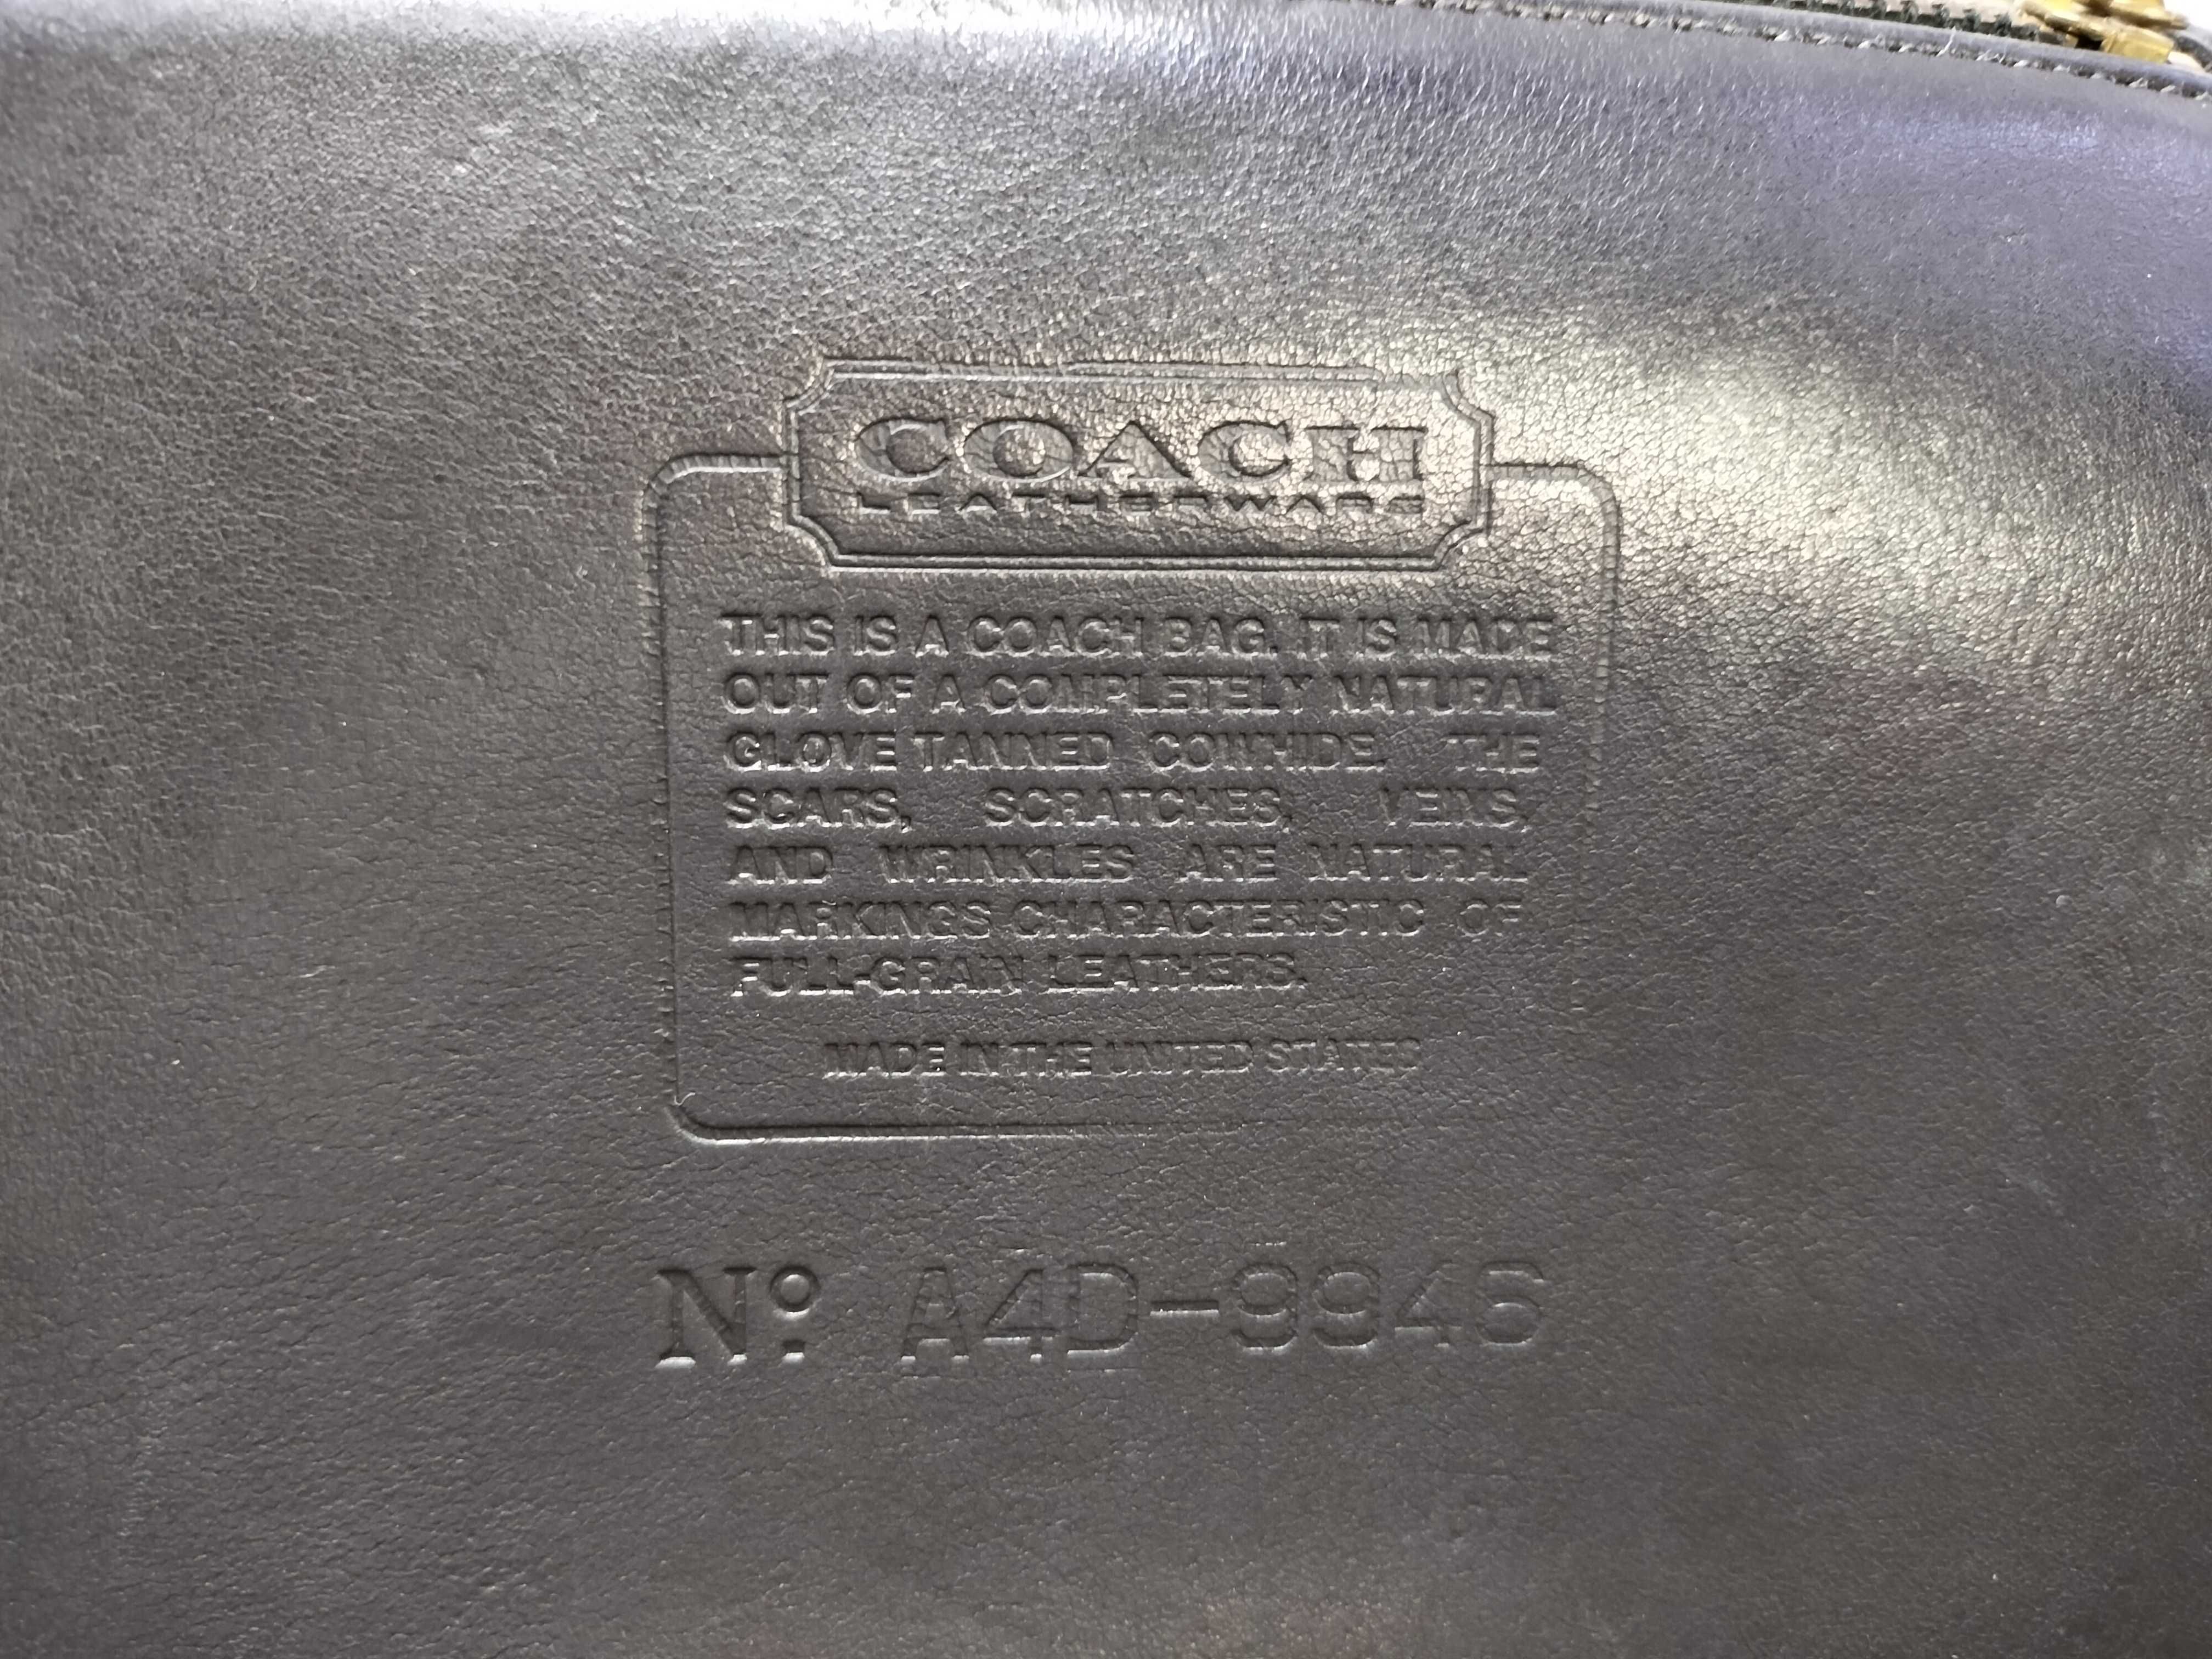 COACH
LEATHERWARE
THIS IS A COACH BAG. IT IS MADE
OUT OF A COMPLETELY NATURAL
GLOVE TANNED COWHIDE. THE
SCARS, SCRATCHES, VEINS,
AND WRINKLES ARE NATURAL
MARKINGS CHARACTERISTIC OF
FULL-GRAIN LEATHERS.
MADE IN THE UNITED STATES
Nº A4D-9946